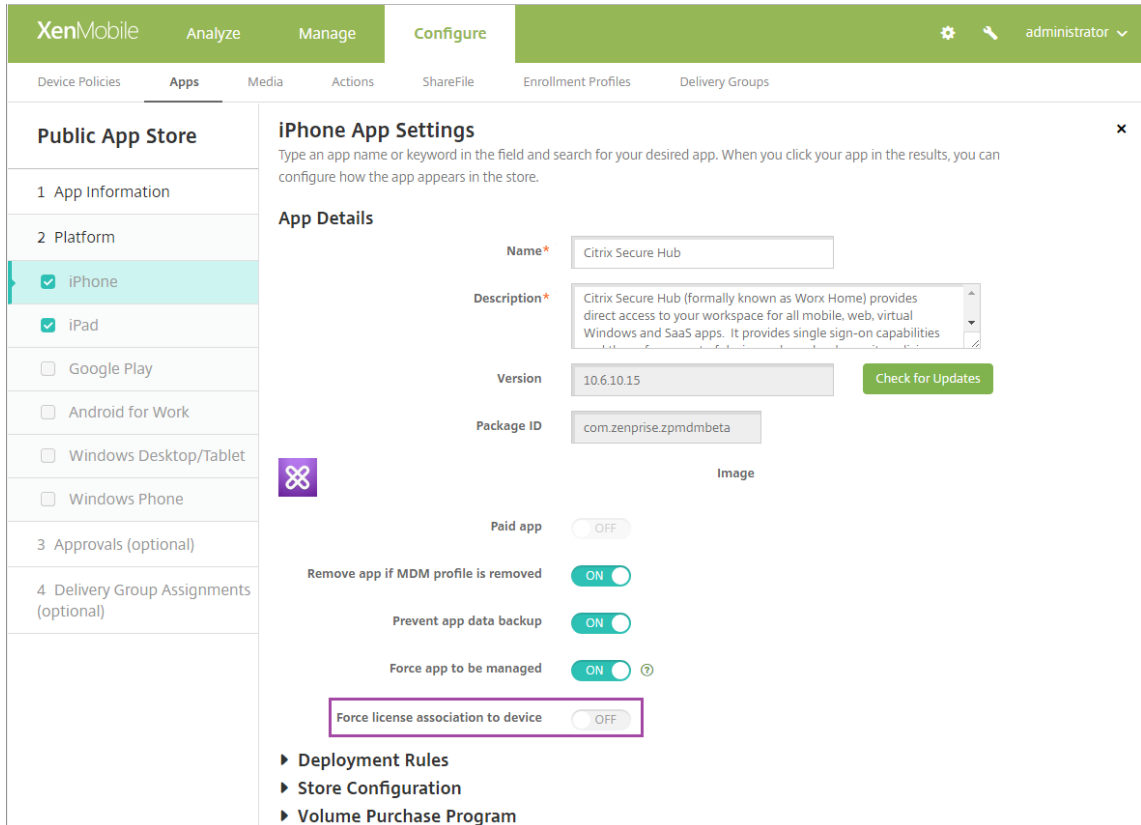 XenMobile Analyze Manage Configure administrator
Device Policies Apps Media Actions ShareFile Enrollment Profiles Delivery Groups
Public App Store
1 App Information
2 Platform
iPhone
iPad
Google Play
Android for Work
Windows Desktop/Tablet
Windows Phone
3 Approvals (optional)
4 Delivery Group Assignments
(optional)
iPhone App Settings
Type an app name or keyword in the field and search for your desired app. When you click your app in the results, you can
configure how the app appears in the store.
App Details
Name* Citrix Secure Hub
Description* Citrix Secure Hub (formally known as Worx Home) provides
direct access to your workspace for all mobile, web, virtual
Windows and SaaS apps. It provides single sign-on capabilities
Version 10.6.10.15 Check for Updates
Package ID com.zenprise.zpmdmbeta
Image
Paid app OFF
Remove app if MDM profile is removed ON
Prevent app data backup ON
Force app to be managed ON
Force license association to device OFF
Deployment Rules
Store Configuration
Volume Purchase Program